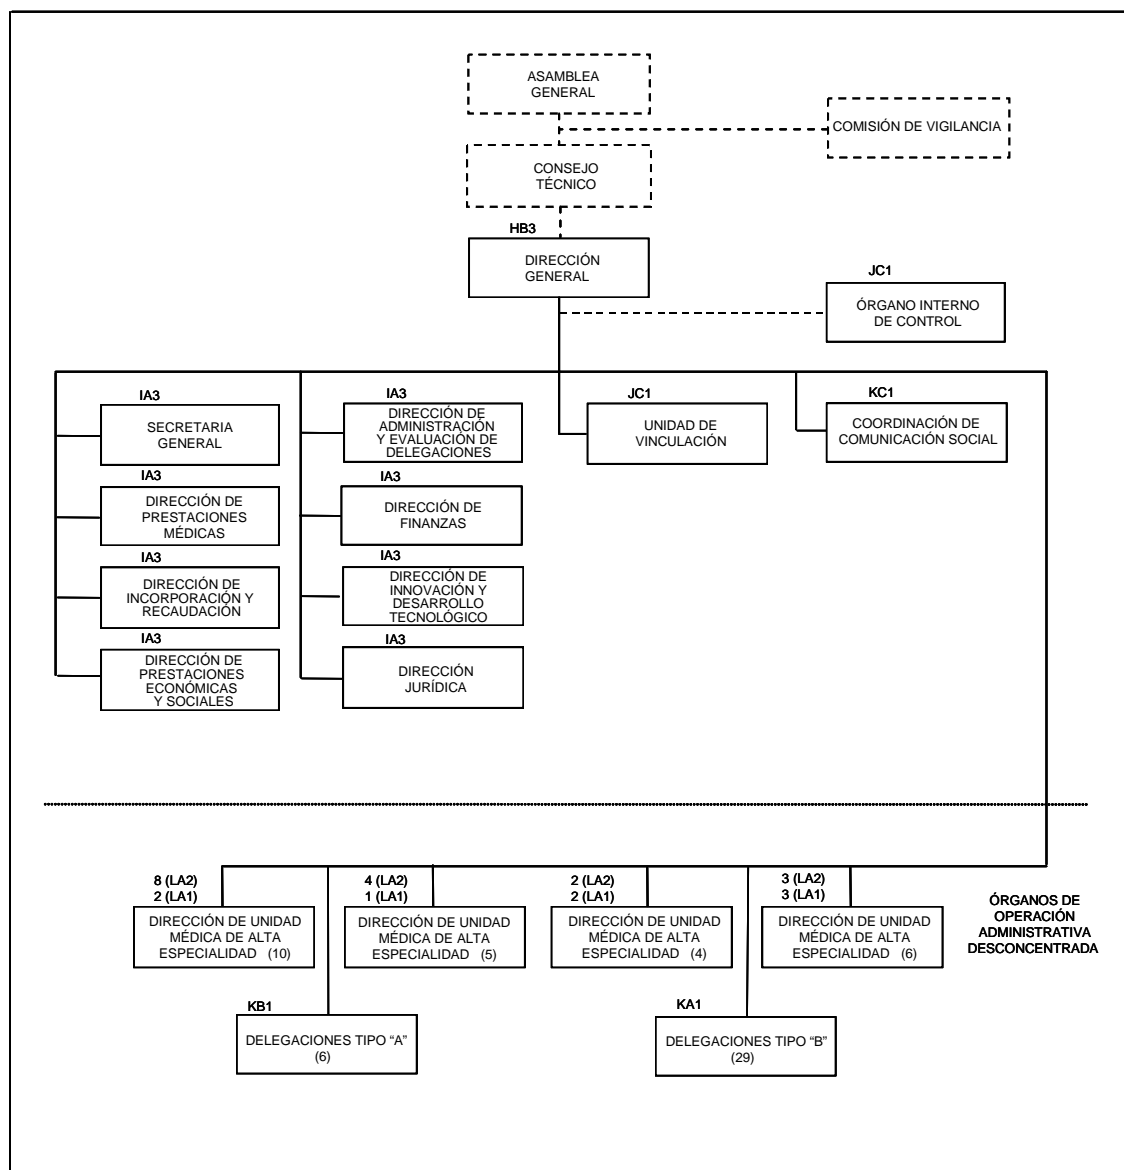 ASAMBLEA
GENERAL
COMISIÓN DE VIGILANCIA
CONSEJO
TÉCNICO
HB3
DIRECCIÓN
GENERAL
JC1
ÓRGANO INTERNO
DE CONTROL
IA3
SECRETARIA
GENERAL
IA3
DIRECCIÓN DE
ADMINISTRACIÓN
Y EVALUACIÓN DE
DELEGACIONES
JC1
UNIDAD DE
VINCULACIÓN
KC1
COORDINACIÓN DE
COMUNICACIÓN SOCIAL
IA3
DIRECCIÓN DE
PRESTACIONES
MÉDICAS
IA3
DIRECCIÓN DE
FINANZAS
IA3
DIRECCIÓN DE
INCORPORACIÓN Y
RECAUDACIÓN
IA3
DIRECCIÓN DE
INNOVACIÓN Y
DESARROLLO
TECNOLÓGICO
IA3
DIRECCIÓN DE
PRESTACIONES
ECONÓMICAS
Y SOCIALES
IA3
DIRECCIÓN
JURÍDICA
8 (LA2)
2 (LA1)
DIRECCIÓN DE UNIDAD
MÉDICA DE ALTA
ESPECIALIDAD (10)
4 (LA2)
1 (LA1)
DIRECCIÓN DE UNIDAD
MÉDICA DE ALTA
ESPECIALIDAD (5)
2 (LA2)
2 (LA1)
DIRECCIÓN DE UNIDAD
MÉDICA DE ALTA
ESPECIALIDAD (4)
3 (LA2)
3 (LA1)
DIRECCIÓN DE UNIDAD
MÉDICA DE ALTA
ESPECIALIDAD (6)
ÓRGANOS DE
OPERACIÓN
ADMINISTRATIVA
DESCONCENTRADA
KB1
DELEGACIONES TIPO “A”
(6)
KA1
DELEGACIONES TIPO “B”
(29)